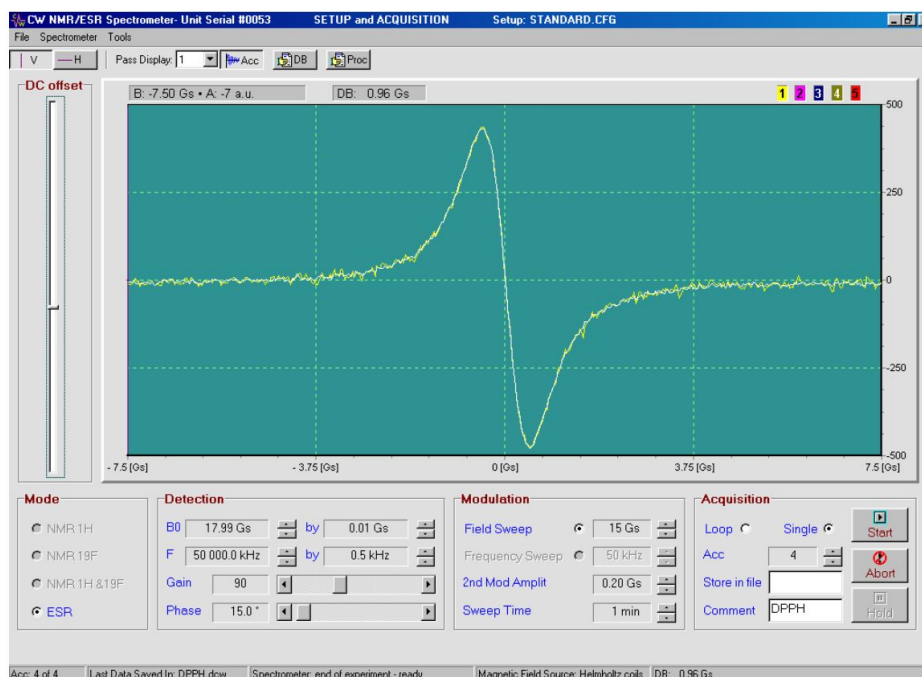 CW NMR/ESR Spectrometer- Unit Serial #0053 SETUP and ACQUISITION Setup: STANDARD.CFG
File Spectrometer Tools
V H Pass Display: 1 Acc DB Proc
DC offset
B: -7.50 Gs • A: -7 a.u. DB: 0.96 Gs 1 2 3 4 5
500
250
0
-250
-500
- 7.5 [Gs] - 3.75 [Gs] 0 [Gs] 3.75 [Gs] 7.5 [Gs]
Mode Detection Modulation Acquisition
NMR 1H B0 17.99 Gs by 0.01 Gs Field Sweep 15 Gs Loop Single Start
NMR 19F F 50 000.0 kHz by 0.5 kHz Frequency Sweep 50 kHz Acc 4 Abort
NMR 1H &19F Gain 90 2nd Mod Amplit 0.20 Gs Store in file
ESR Phase 15.0 ° Sweep Time 1 min Comment DPPH Hold
Acc: 4 of 4 Last Data Saved In: DPPH.dcw Spectrometer: end of experiment - ready Magnetic Field Source: Helmholtz coils DB: 0.96 Gs